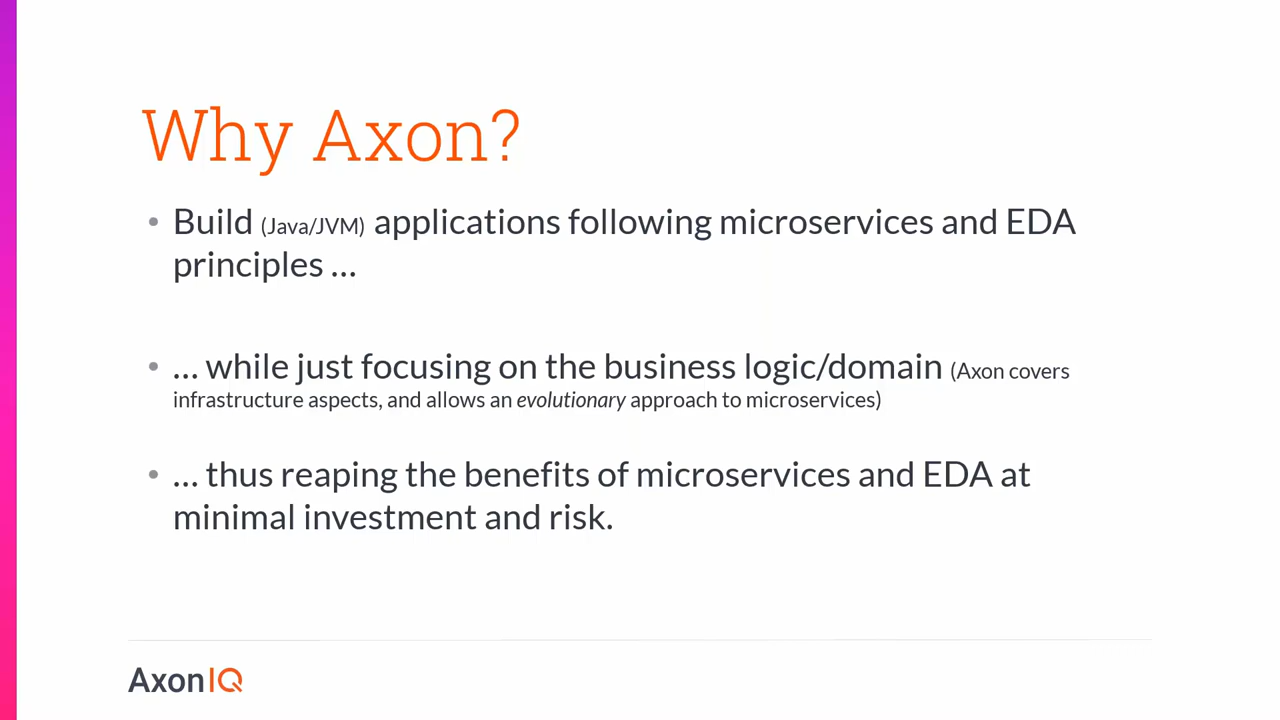 Why Axon?
• Build (Java/JVM) applications following microservices and EDA
principles ...
• ... while just focusing on the business logic/domain (Axon covers
infrastructure aspects, and allows an evolutionary approach to microservices)
• ... thus reaping the benefits of microservices and EDA at
minimal investment and risk.
AxonIQ